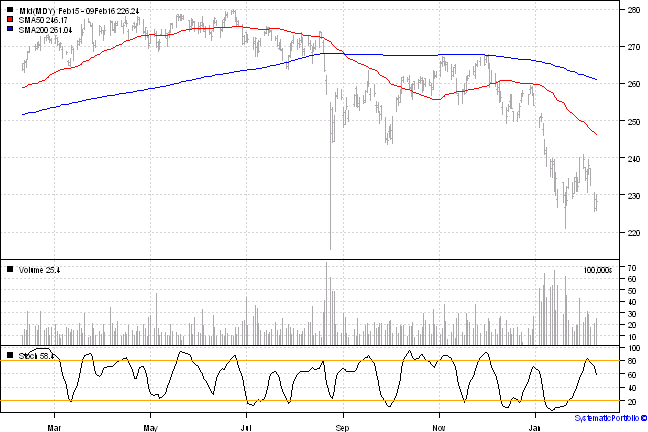 Mid(MDY) Feb15 - 09Feb16 226.24
SMA50 246.17
SMA200 261.04
280
270
260
250
240
230
220
Volume 25.4
100,000s
70
60
50
40
30
20
10
Stoch 58.4
100
80
60
40
20
Mar May Jul Sep Nov Jan
SystematicPortfolio ©